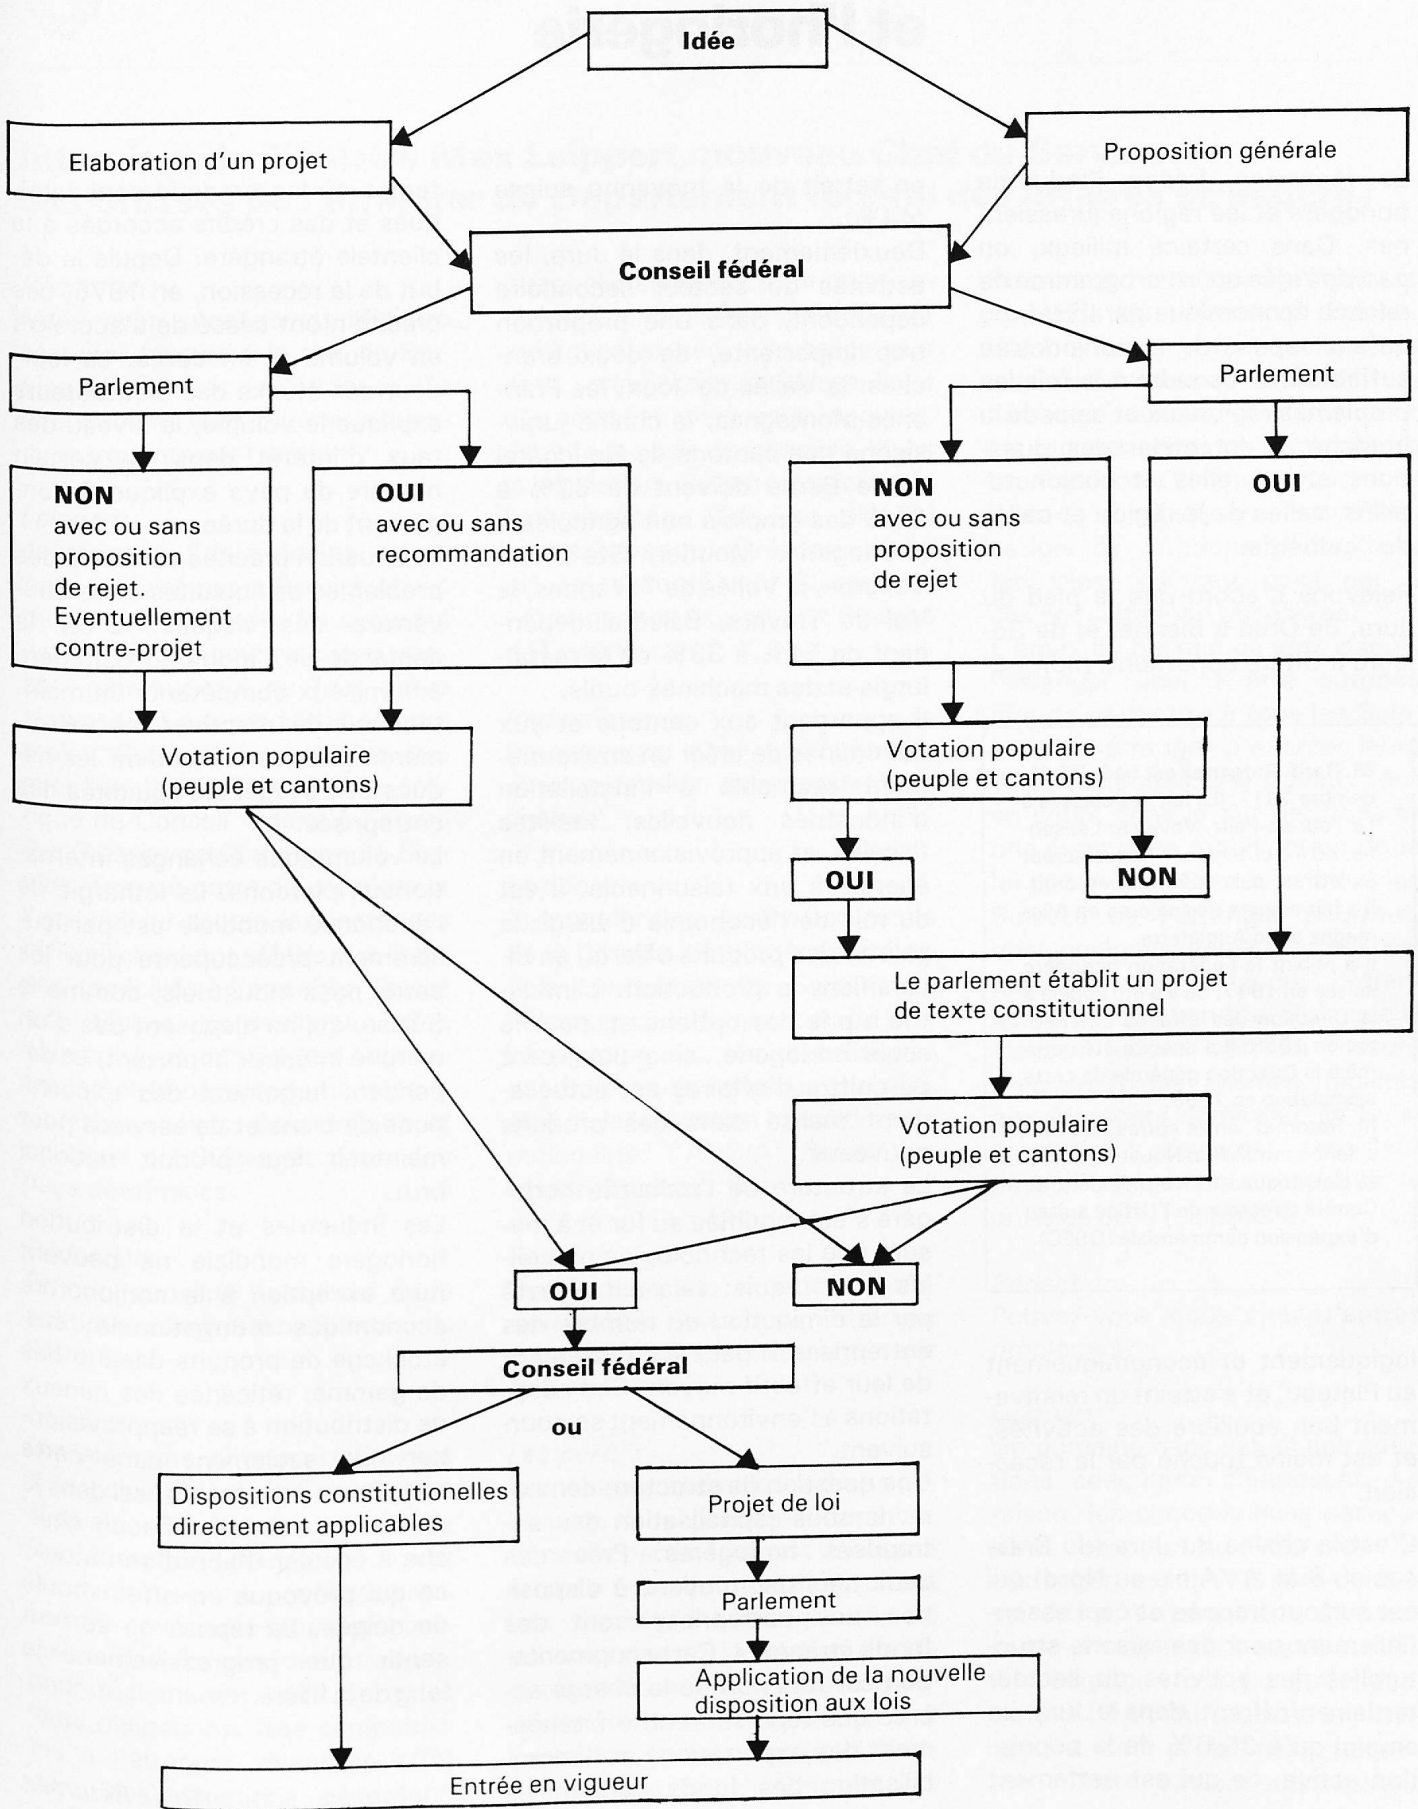 Idée
Elaboration d'un projet
Proposition générale
Conseil fédéral
Parlement
Parlement
NON
avec ou sans
proposition
de rejet.
Eventuellement
contre-projet
OUI
avec ou sans
recommandation
NON
avec ou sans
proposition
de rejet
OUI
Votation populaire
(peuple et cantons)
Votation populaire
(peuple et cantons)
OUI
NON
Le parlement établit un projet
de texte constitutionnel
Votation populaire
(peuple et cantons)
OUI
NON
Conseil fédéral
ou
Dispositions constitutionelles
directement applicables
Projet de loi
Parlement
Application de la nouvelle
disposition aux lois
Entrée en vigueur